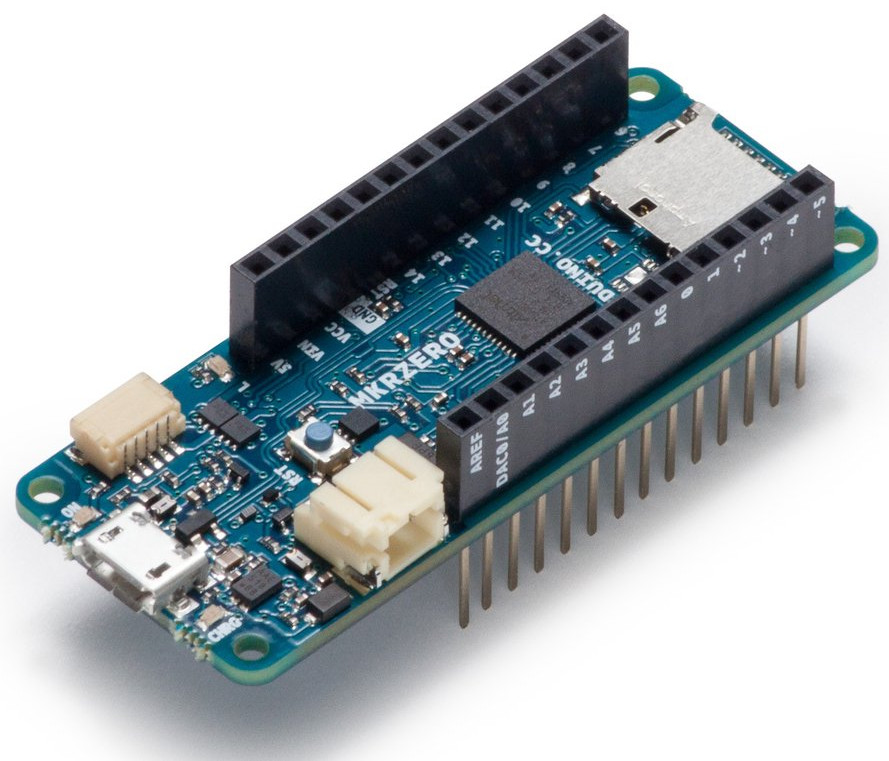 6
7
8
9
10
11
12
13
14
RST
GND
VCC
VIN
5V
L
DUINO.CC
MKRZERO
RST
ON
CHRG
AREF
DAC0/A0
A1
A2
A3
A4
A5
A6
0
1
~2
~3
~4
~5